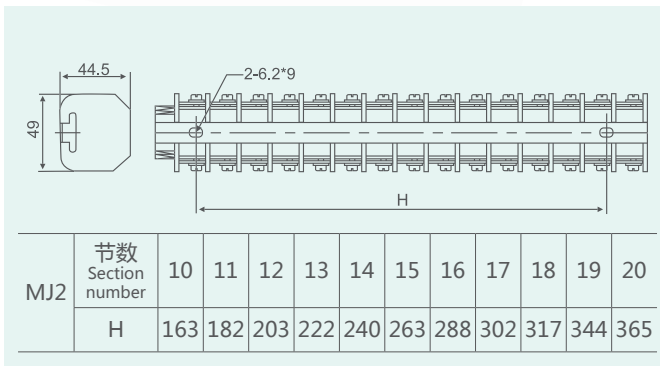 44.5
2-6.2*9
49
H
MJ2 节数 Section number 10 11 12 13 14 15 16 17 18 19 20
H 163 182 203 222 240 263 288 302 317 344 365